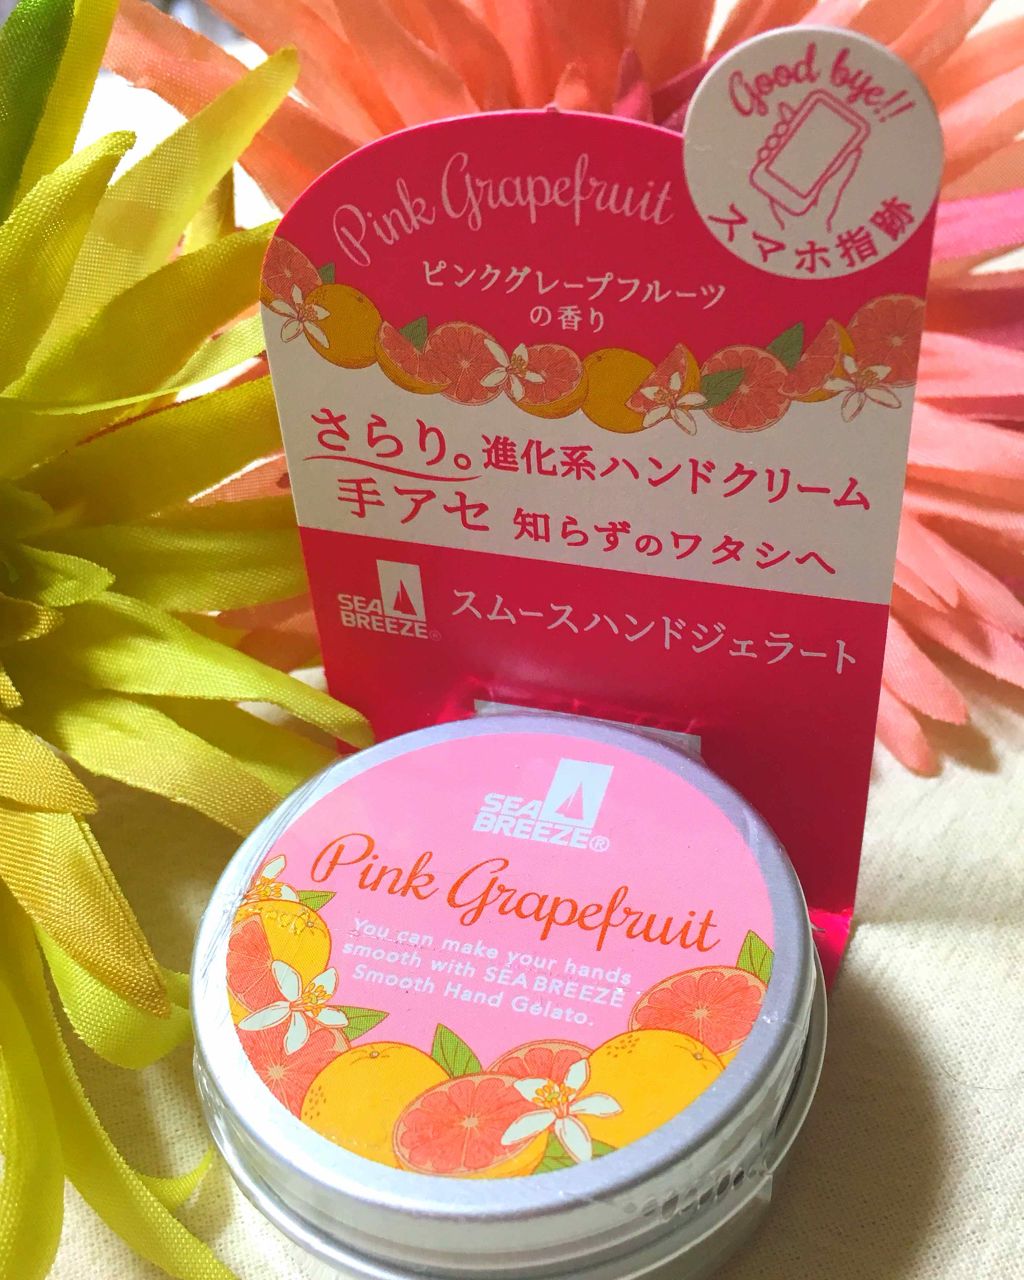 Good bye!!
スマホ指跡
Pink Grapefruit
ピンクグレープフルーツ
の香り
さらり。進化系ハンドクリーム
手アセ 知らずのワタシへ
SEA
BREEZE®
スムースハンドジェラート
SEA
BREEZE®
Pink Grapefruit
You can make your hands
smooth with SEA BREEZE
Smooth Hand Gelato.